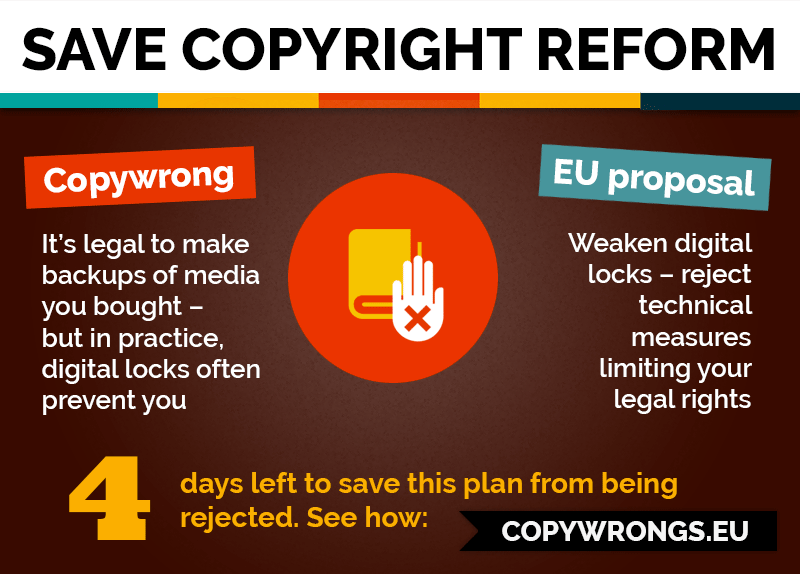 SAVE COPYRIGHT REFORM
Copywrong
It’s legal to make
backups of media
you bought –
but in practice,
digital locks often
prevent you
EU proposal
Weaken digital
locks – reject
technical
measures
limiting your
legal rights
4
days left to save this plan from being
rejected. See how:
COPYWRONGS.EU